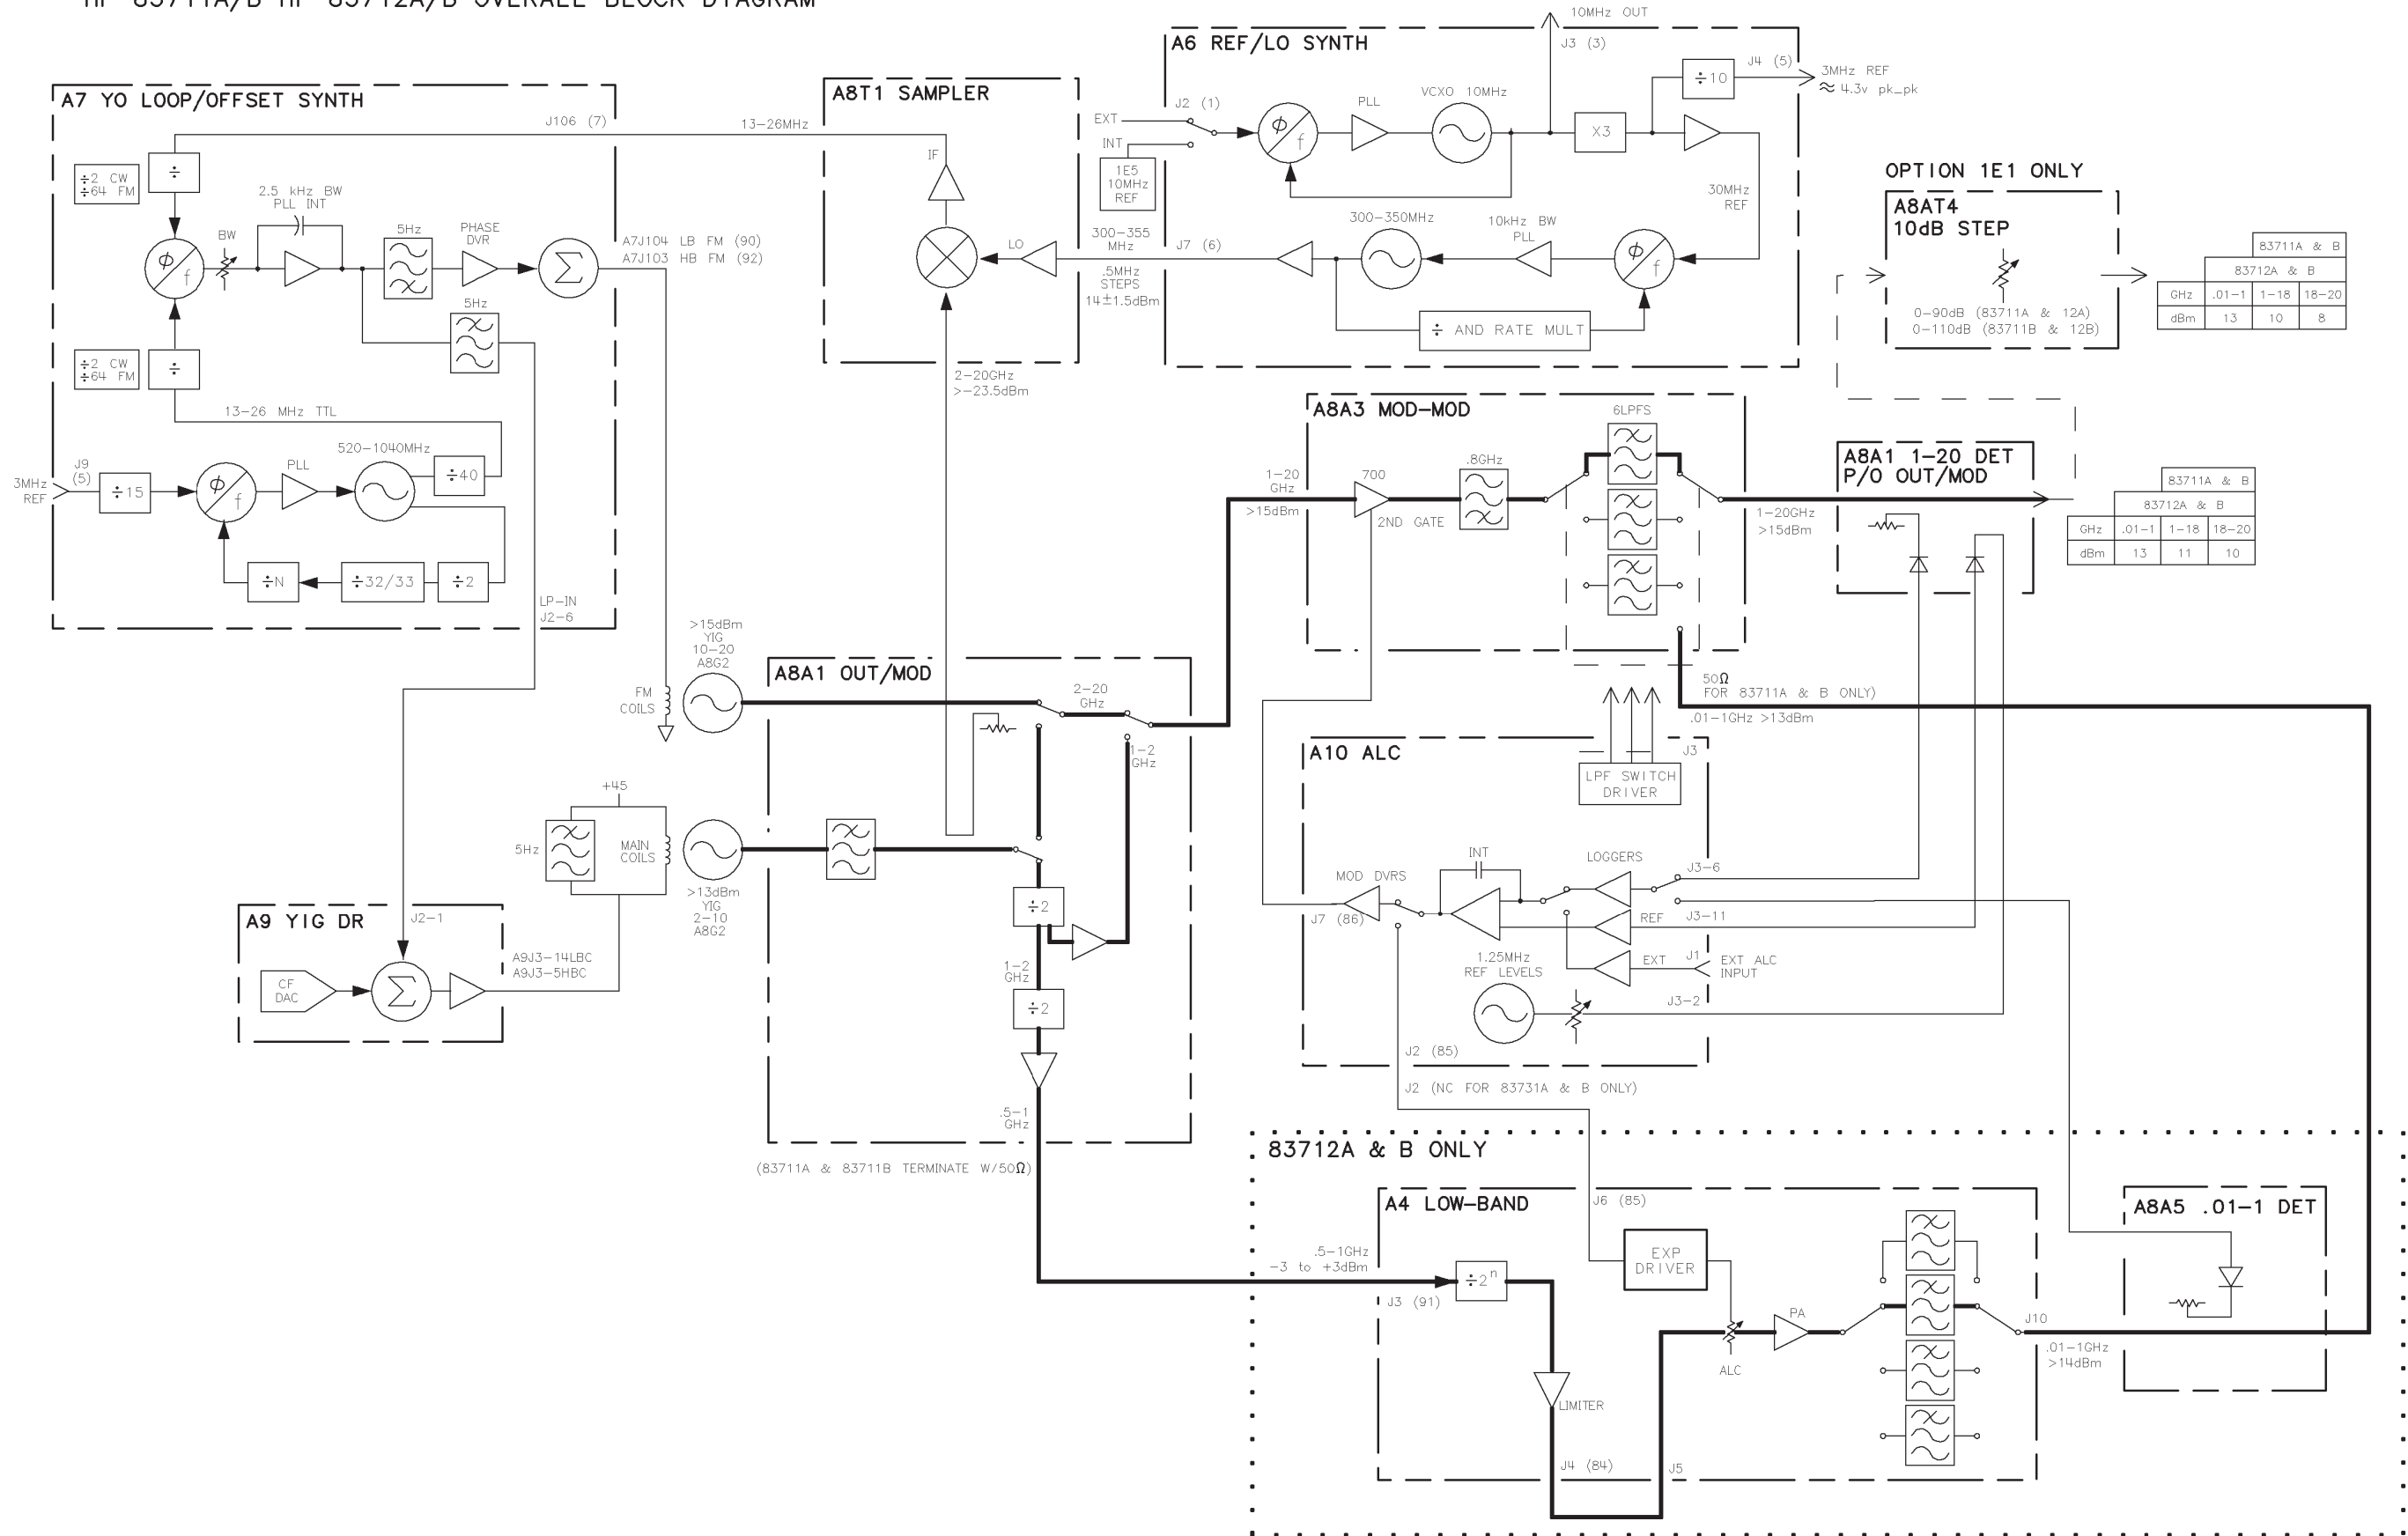 HP 83711A/B HP 83712A/B OVERALL BLOCK DIAGRAM
A7 YO LOOP/OFFSET SYNTH
J106 (7)
÷2 CW
÷64 FM
÷
2.5 kHz BW
PLL INT
BW
ϕ
f
5Hz
PHASE
DVR
Σ
A7J104 LB FM (90)
A7J103 HB FM (92)
5Hz
÷2 CW
÷64 FM
÷
13-26 MHz TTL
520-1040MHz
3MHz
REF
J9
(5)
÷15
ϕ
f
PLL
÷40
÷N
÷32/33
÷2
LP-IN
J2-6
A8T1 SAMPLER
13-26MHz
IF
LO
2-20GHz
>-23.5dBm
A6 REF/LO SYNTH
10MHz OUT
J3 (3)
J2 (1)
EXT
INT
1E5
10MHz
REF
ϕ
f
PLL
VCXO 10MHz
X3
÷10
J4 (5)
3MHz REF
≈ 4.3v pk_pk
30MHz
REF
300-355
MHz
J7 (6)
.5MHz
STEPS
14±1.5dBm
300-350MHz
10kHz BW
PLL
ϕ
f
÷ AND RATE MULT
OPTION 1E1 ONLY
A8AT4
10dB STEP
0-90dB (83711A & 12A)
0-110dB (83711B & 12B)
83711A & B
83712A & B
GHz .01-1 1-18 18-20
dBm 13 10 8
A8A3 MOD-MOD
1-20
GHz
>15dBm
700
2ND GATE
.8GHz
6LPFS
1-20GHz
>15dBm
50Ω
FOR 83711A & B ONLY)
.01-1GHz >13dBm
A8A1 1-20 DET
P/O OUT/MOD
83711A & B
83712A & B
GHz .01-1 1-18 18-20
dBm 13 11 10
>15dBm
YIG
10-20
A8G2
FM
COILS
+45
5Hz
MAIN
COILS
>13dBm
YIG
2-10
A8G2
A8A1 OUT/MOD
2-20
GHz
1-2
GHz
÷2
1-2
GHz
÷2
.5-1
GHz
(83711A & 83711B TERMINATE W/50Ω)
A9 YIG DR
J2-1
CF
DAC
Σ
A9J3-14LBC
A9J3-5HBC
A10 ALC
J3
LPF SWITCH
DRIVER
INT
LOGGERS
J3-6
MOD DVRS
J7 (86)
REF
J3-11
1.25MHz
REF LEVELS
EXT
J1
EXT ALC
INPUT
J3-2
J2 (85)
J2 (NC FOR 83731A & B ONLY)
83712A & B ONLY
A4 LOW-BAND
J6 (85)
.5-1GHz
-3 to +3dBm
J3 (91)
÷2n
EXP
DRIVER
PA
ALC
LIMITER
J4 (84)
J5
J10
.01-1GHz
>14dBm
A8A5 .01-1 DET